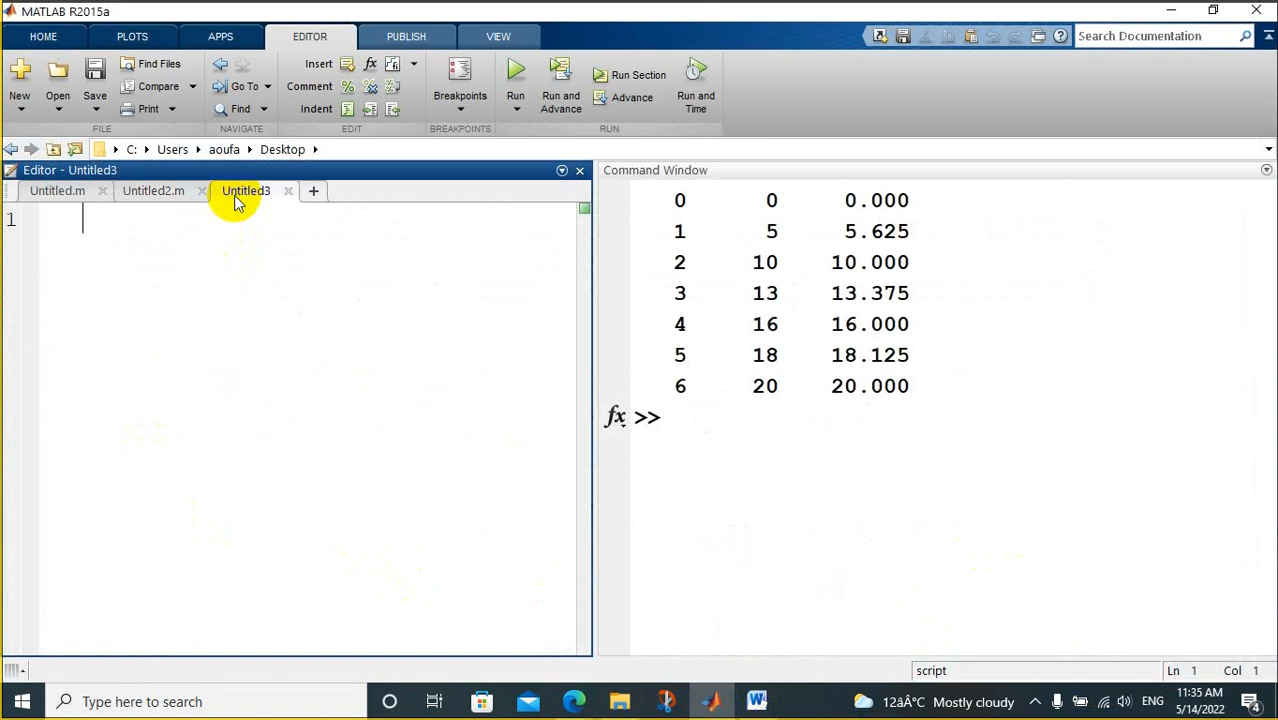 MATLAB R2015a
HOME PLOTS APPS EDITOR PUBLISH VIEW Search Documentation
Find Files Insert fx
New Open Save Compare Go To Comment % Breakpoints Run Run and Advance Run Section Advance Run and Time
Print Find Indent
FILE NAVIGATE EDIT BREAKPOINTS RUN
C: Users aoufa Desktop
Editor - Untitled3 Command Window
Untitled.m Untitled2.m Untitled3 +
1
0 0 0.000
1 5 5.625
2 10 10.000
3 13 13.375
4 16 16.000
5 18 18.125
6 20 20.000
fx >>
script Ln 1 Col 1
Type here to search W 12°C Mostly cloudy ENG 11:35 AM 5/14/2022 4